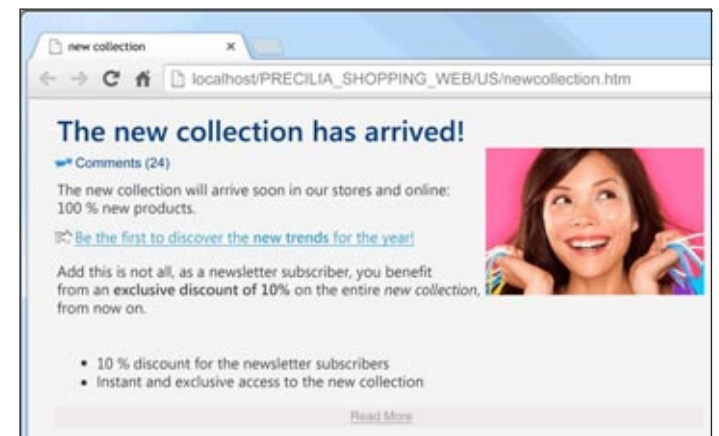 new collection
localhost/PRECILIA_SHOPPING_WEB/US/newcollection.htm
The new collection has arrived!
Comments (24)
The new collection will arrive soon in our stores and online:
100 % new products.
Be the first to discover the new trends for the year!
Add this is not all, as a newsletter subscriber, you benefit
from an exclusive discount of 10% on the entire new collection,
from now on.
• 10 % discount for the newsletter subscribers
• Instant and exclusive access to the new collection
Read More